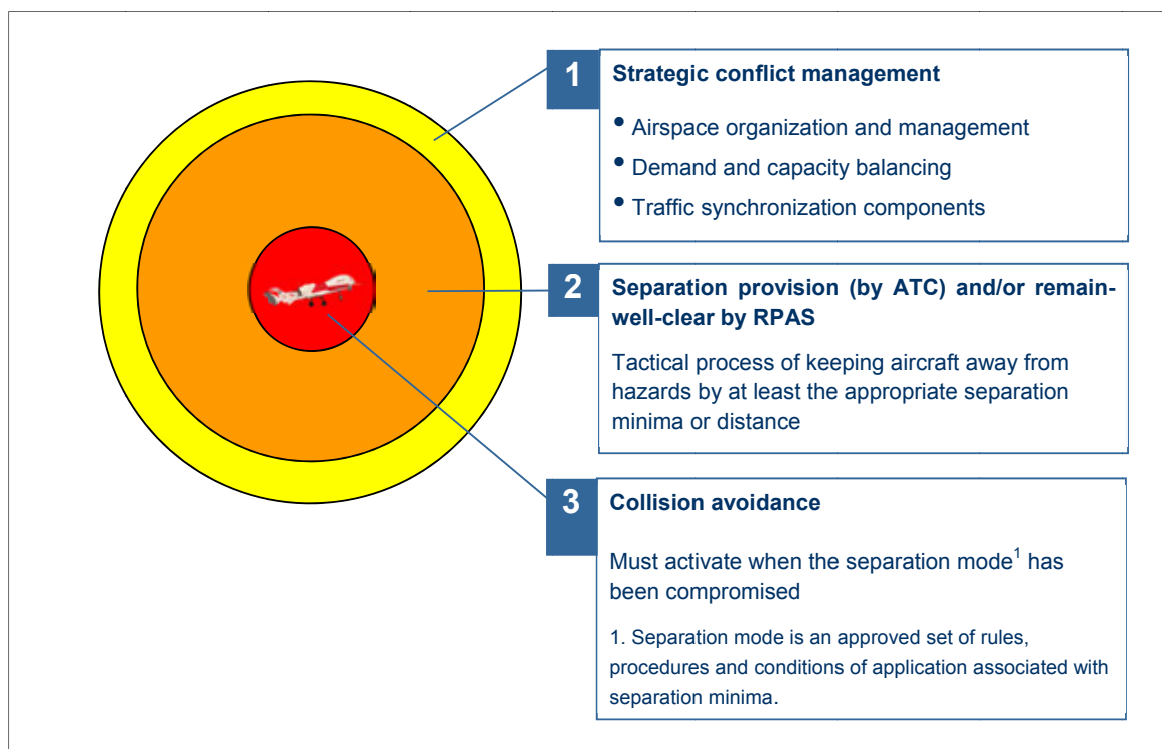 1
Strategic conflict management
• Airspace organization and management
• Demand and capacity balancing
• Traffic synchronization components
2
Separation provision (by ATC) and/or remain-
well-clear by RPAS
Tactical process of keeping aircraft away from
hazards by at least the appropriate separation
minima or distance
3
Collision avoidance
Must activate when the separation mode¹ has
been compromised
1. Separation mode is an approved set of rules,
procedures and conditions of application associated with
separation minima.